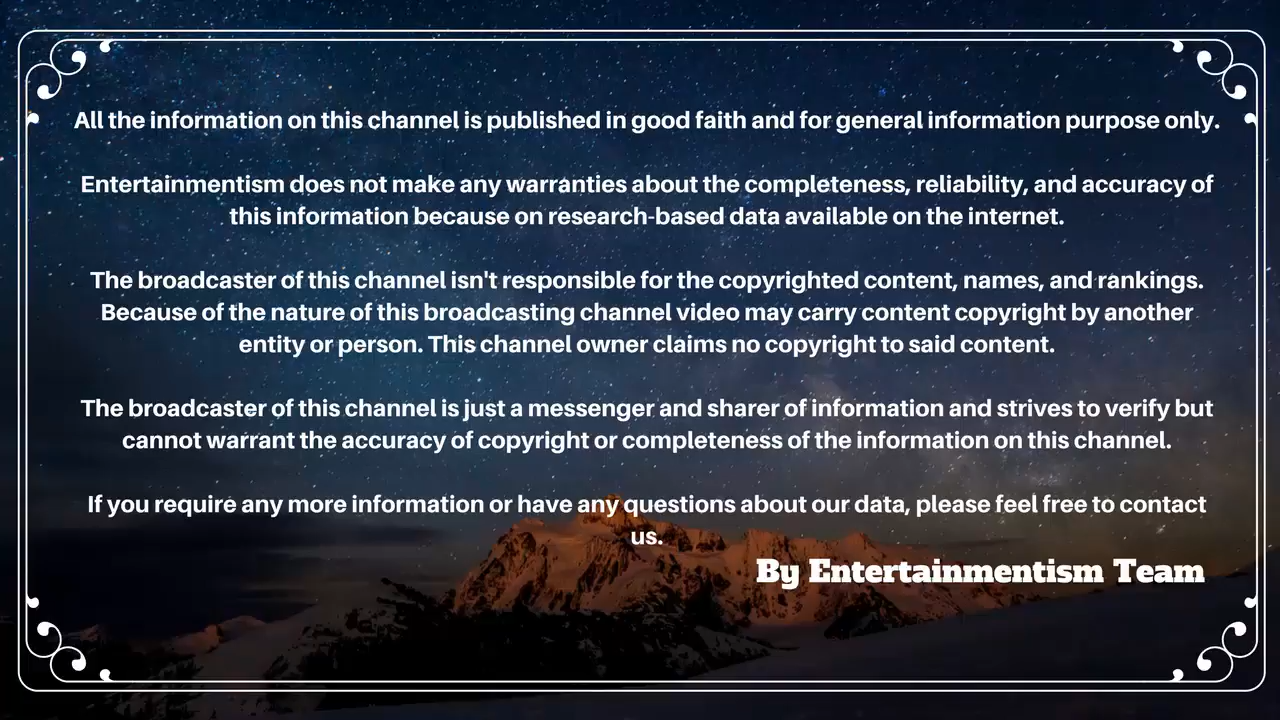 All the information on this channel is published in good faith and for general information purpose only.
Entertainmentism does not make any warranties about the completeness, reliability, and accuracy of
this information because on research-based data available on the internet.
The broadcaster of this channel isn't responsible for the copyrighted content, names, and rankings.
Because of the nature of this broadcasting channel video may carry content copyright by another
entity or person. This channel owner claims no copyright to said content.
The broadcaster of this channel is just a messenger and sharer of information and strives to verify but
cannot warrant the accuracy of copyright or completeness of the information on this channel.
If you require any more information or have any questions about our data, please feel free to contact
us.
By Entertainmentism Team